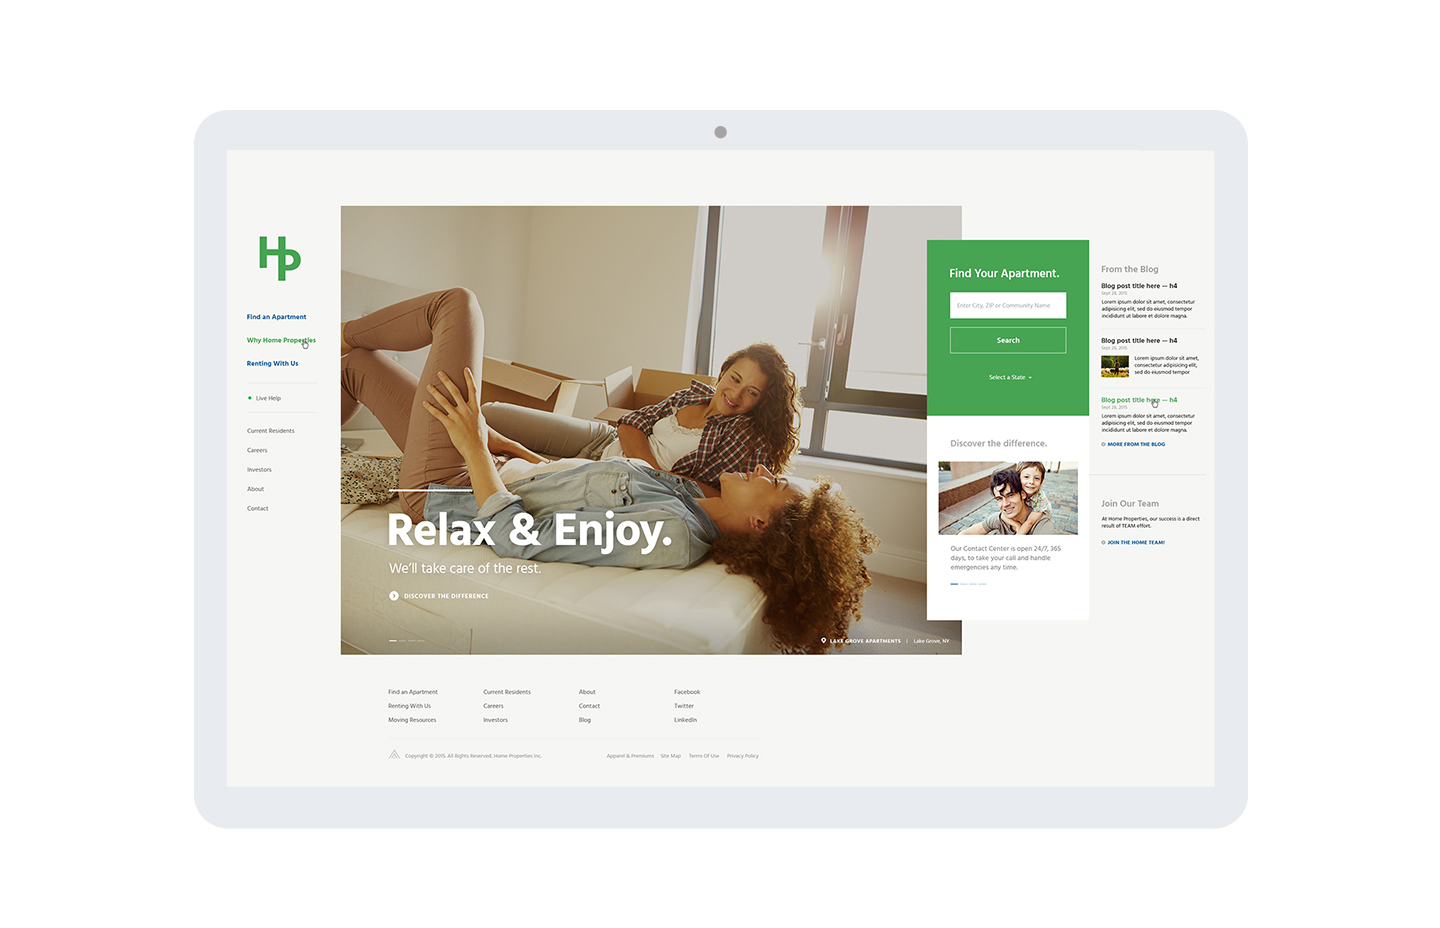 Hp
Find an Apartment
Why Home Properties
Renting With Us
Live Help
Current Residents
Careers
Investors
About
Contact
Relax & Enjoy.
We'll take care of the rest.
DISCOVER THE DIFFERENCE
LAKE GROVE APARTMENTS | Lake Grove, NY
Find Your Apartment.
Enter City, ZIP or Community Name
Search
Select a State
Discover the difference.
Our Contact Center is open 24/7, 365
days, to take your call and handle
emergencies any time.
From the Blog
Blog post title here — h4
Sept 28, 2015
Lorem ipsum dolor sit amet, consectetur
adipisicing elit, sed do eiusmod tempor
incididunt ut labore et dolore magna.
Blog post title here — h4
Sept 28, 2015
Lorem ipsum dolor sit amet,
consectetur adipisicing elit,
sed do eiusmod tempor
Blog post title here — h4
Sept 28, 2015
Lorem ipsum dolor sit amet, consectetur
adipisicing elit, sed do eiusmod tempor
incididunt ut labore et dolore magna.
MORE FROM THE BLOG
Join Our Team
At Home Properties, our success is a direct
result of TEAM effort.
JOIN THE HOME TEAM!
Find an Apartment
Current Residents
About
Facebook
Renting With Us
Careers
Contact
Twitter
Moving Resources
Investors
Blog
LinkedIn
Copyright © 2015. All Rights Reserved. Home Properties Inc.
Apparel & Premiums
Site Map
Terms Of Use
Privacy Policy